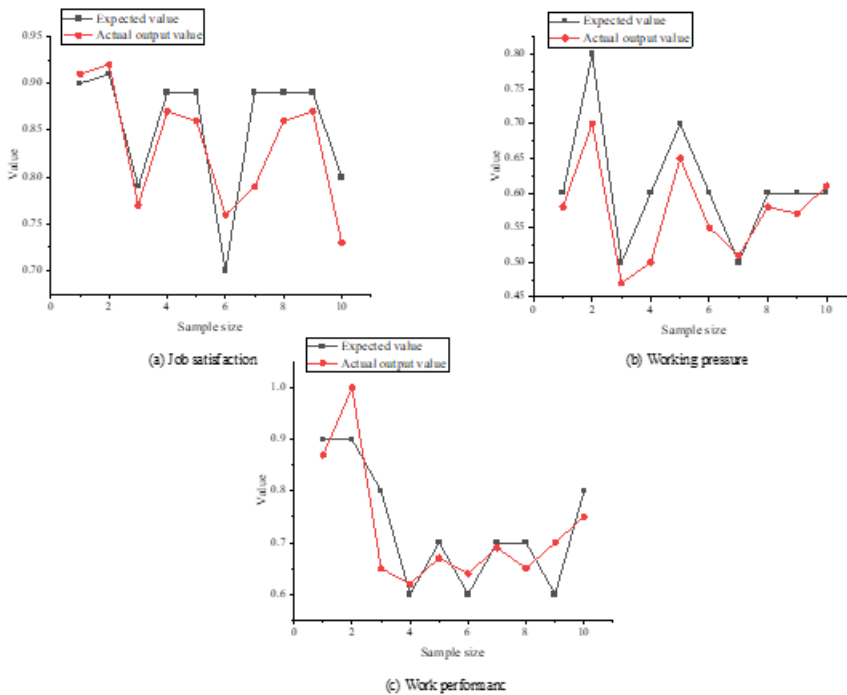 Expected value
Actual output value
0.95
0.90
0.85
0.80
0.75
0.70
Value
0 2 4 6 8 10
Sample size
(a) Job satisfaction
Expected value
Actual output value
0.80
0.75
0.70
0.65
0.60
0.55
0.50
0.45
Value
0 2 4 6 8 10
Sample size
(b) Working pressure
Expected value
Actual output value
1.0
0.9
0.8
0.7
0.6
Value
0 2 4 6 8 10
Sample size
(c) Work performanc